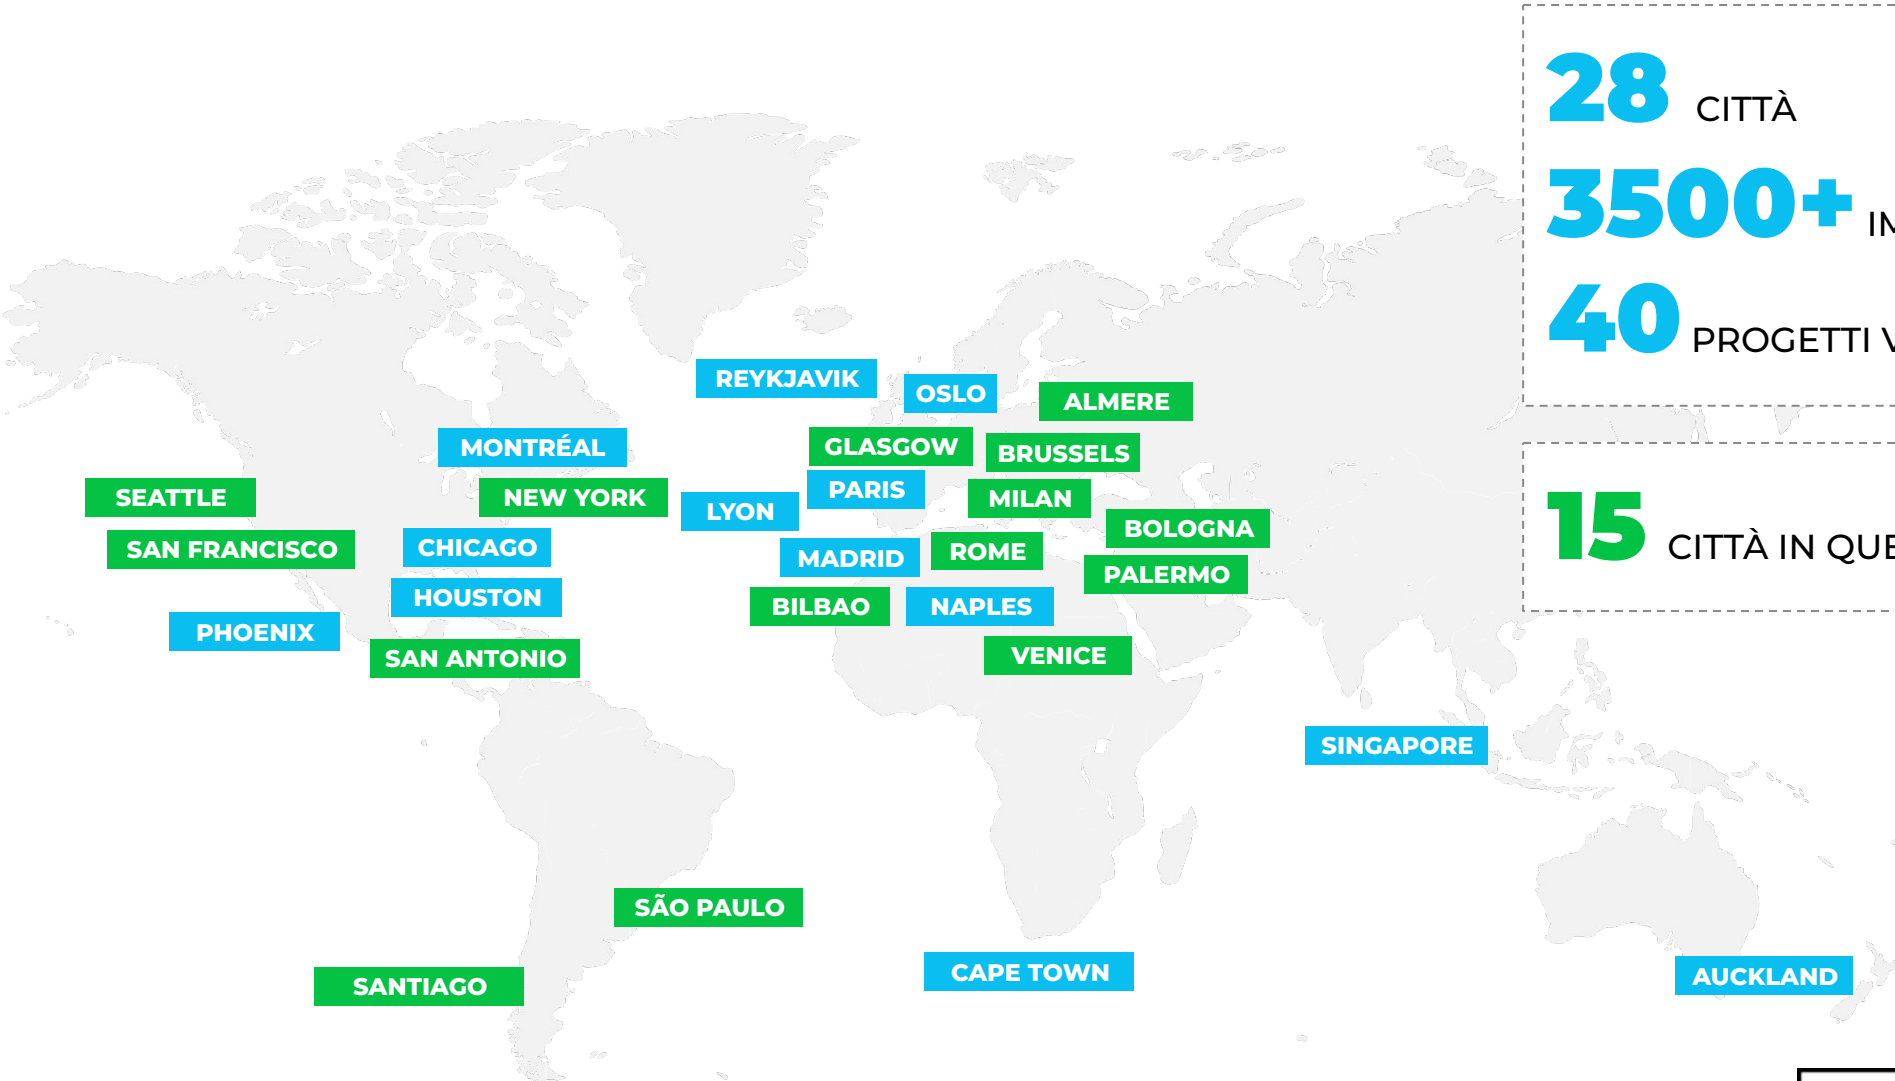 28 CITTÀ
3500+
40 PROGETTI
15 CITTÀ IN
REYKJAVIK
OSLO
ALMERE
MONTRÉAL
GLASGOW
BRUSSELS
SEATTLE
NEW YORK
LYON
PARIS
MILAN
SAN FRANCISCO
CHICAGO
MADRID
ROME
BOLOGNA
PALERMO
HOUSTON
BILBAO
NAPLES
PHOENIX
SAN ANTONIO
VENICE
SINGAPORE
SÃO PAULO
SANTIAGO
CAPE TOWN
AUCKLAND